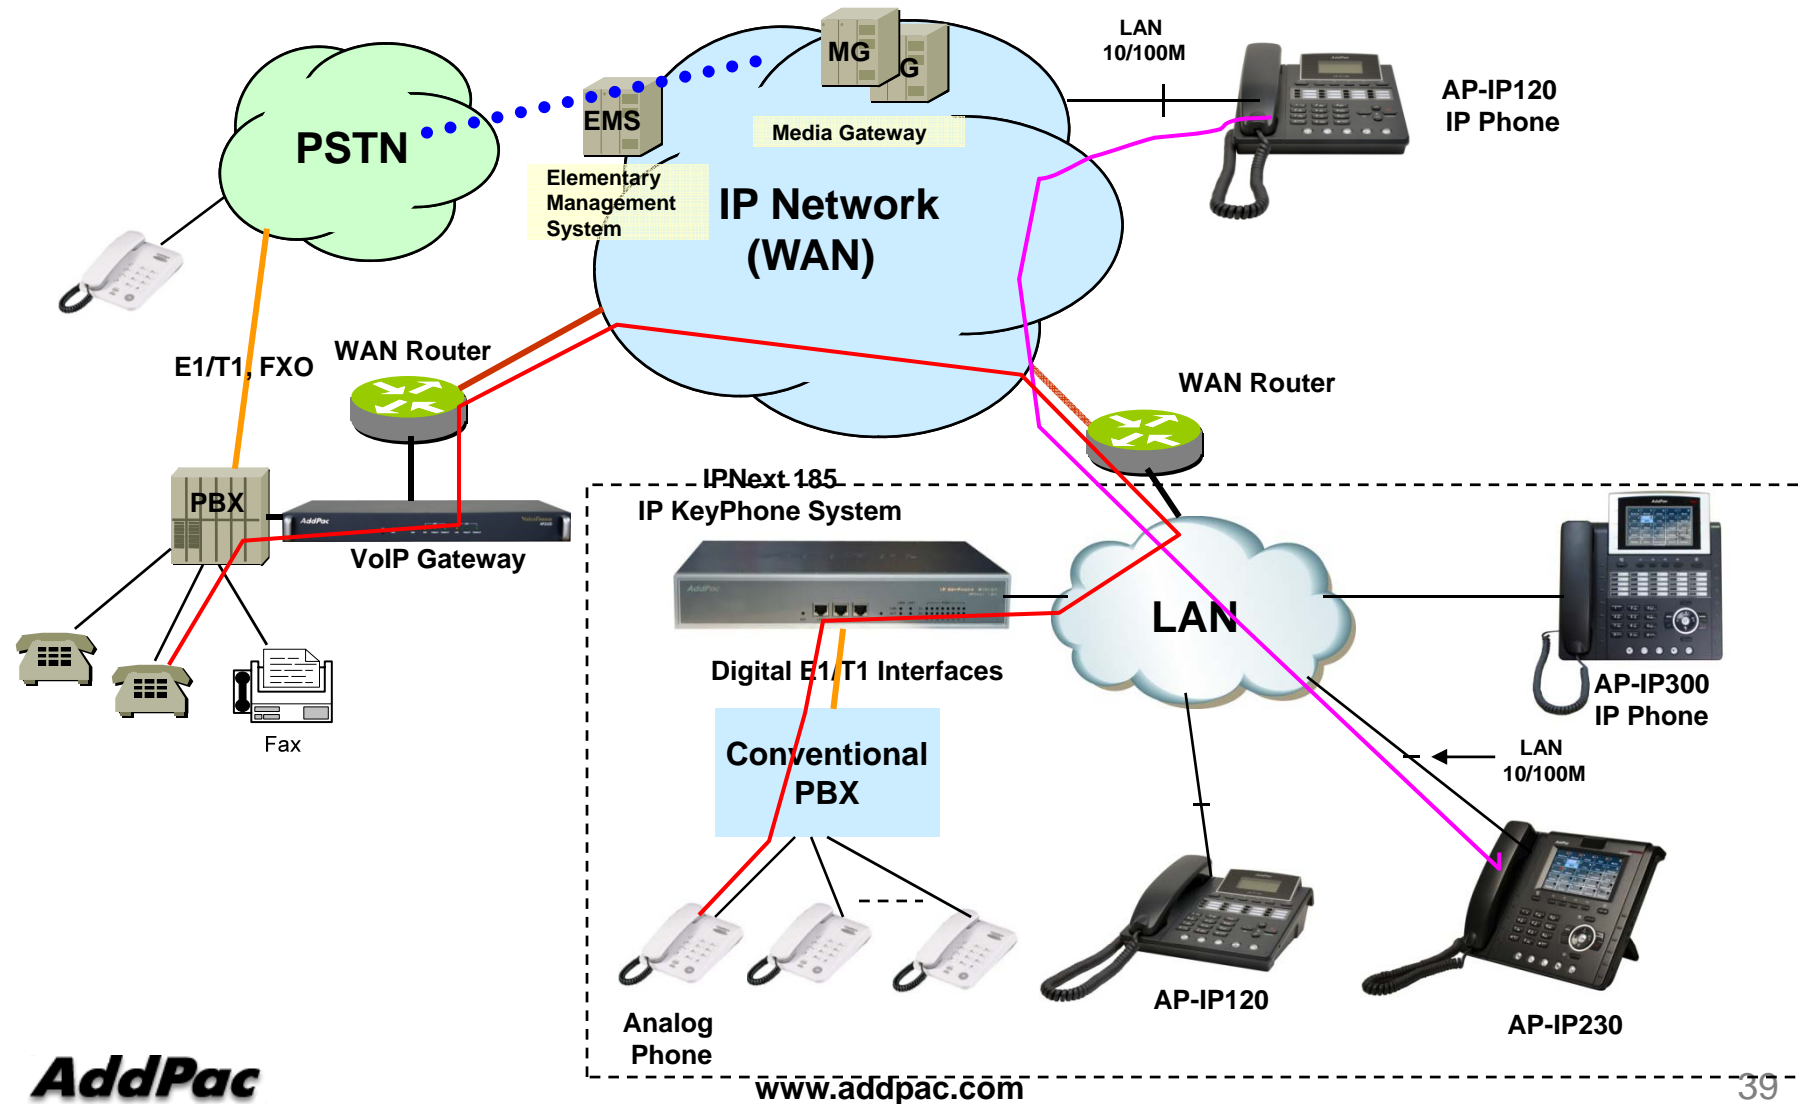 LAN
10/100M
MG
G
AP-IP120
IP Phone
EMS
PSTN
Media Gateway
Elementary
Management
System
IP Network
(WAN)
WAN Router
E1/T1, FXO
WAN Router
IPNext 185
IP KeyPhone System
PBX
AddPac
VoIP Gateway
AddPac
LAN
Digital E1/T1 Interfaces
AP-IP300
IP Phone
Fax
Conventional
PBX
LAN
10/100M
AP-IP120
AP-IP230
Analog
Phone
AddPac
www.addpac.com
39